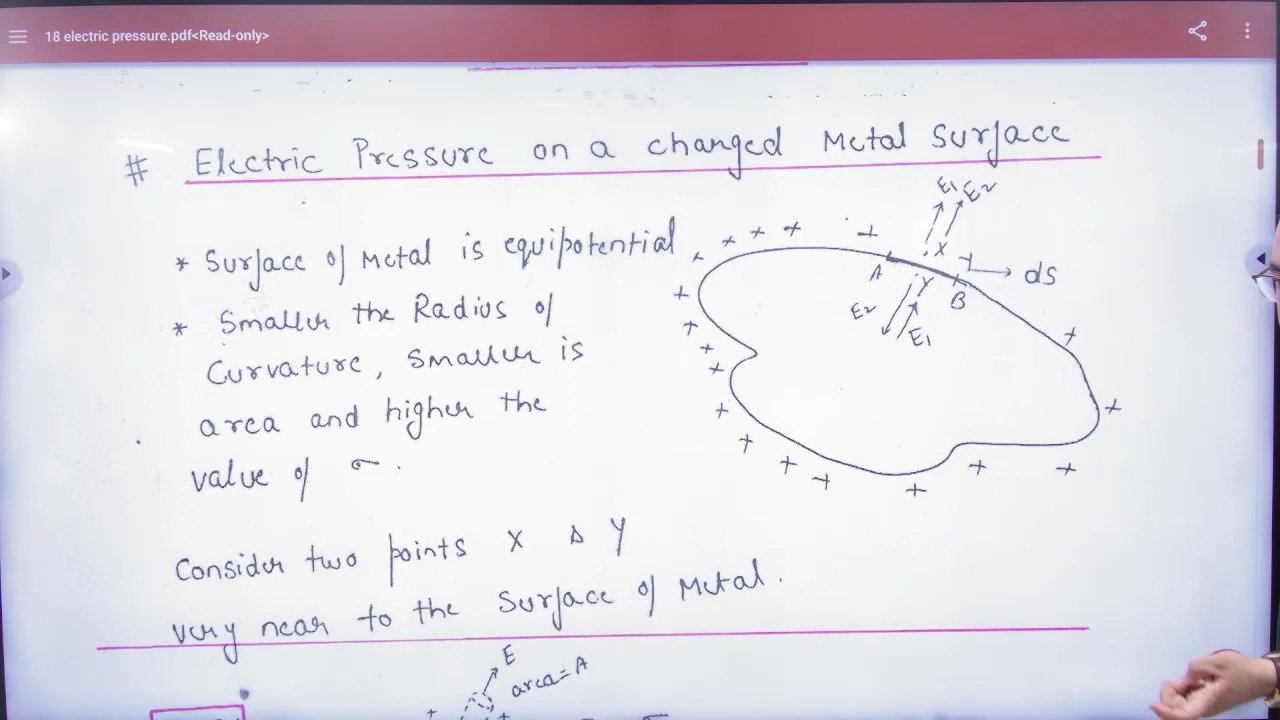 18 electric pressure.pdf<Read-only>
# Electric Pressure on a changed Metal Surface
* Surface of Metal is equipotential
* Smaller the Radius of
Curvature, Smaller is
area and higher the
value of σ.
Consider two points X & Y
very near to the Surface of Metal.
E1 E2
X
A
Y
B
dS
E2
E1
E
area=A